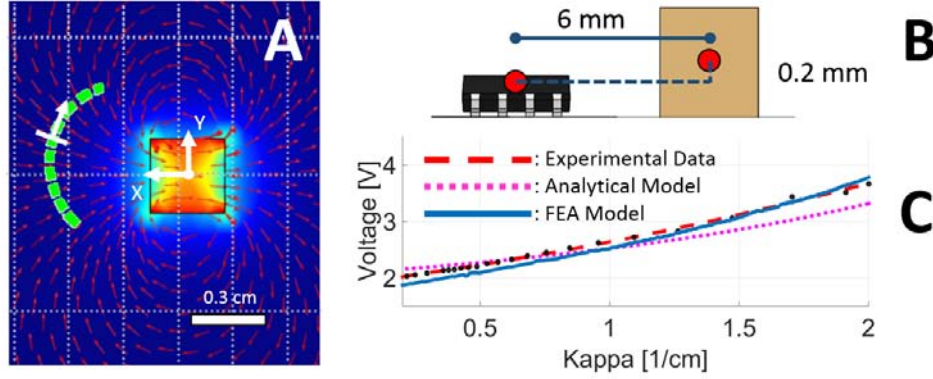 A
Y
X
0.3 cm
6 mm
B
0.2 mm
: Experimental Data
: Analytical Model
: FEA Model
C
Voltage [V]
4
3
2
0.5 1 1.5 2
Kappa [1/cm]